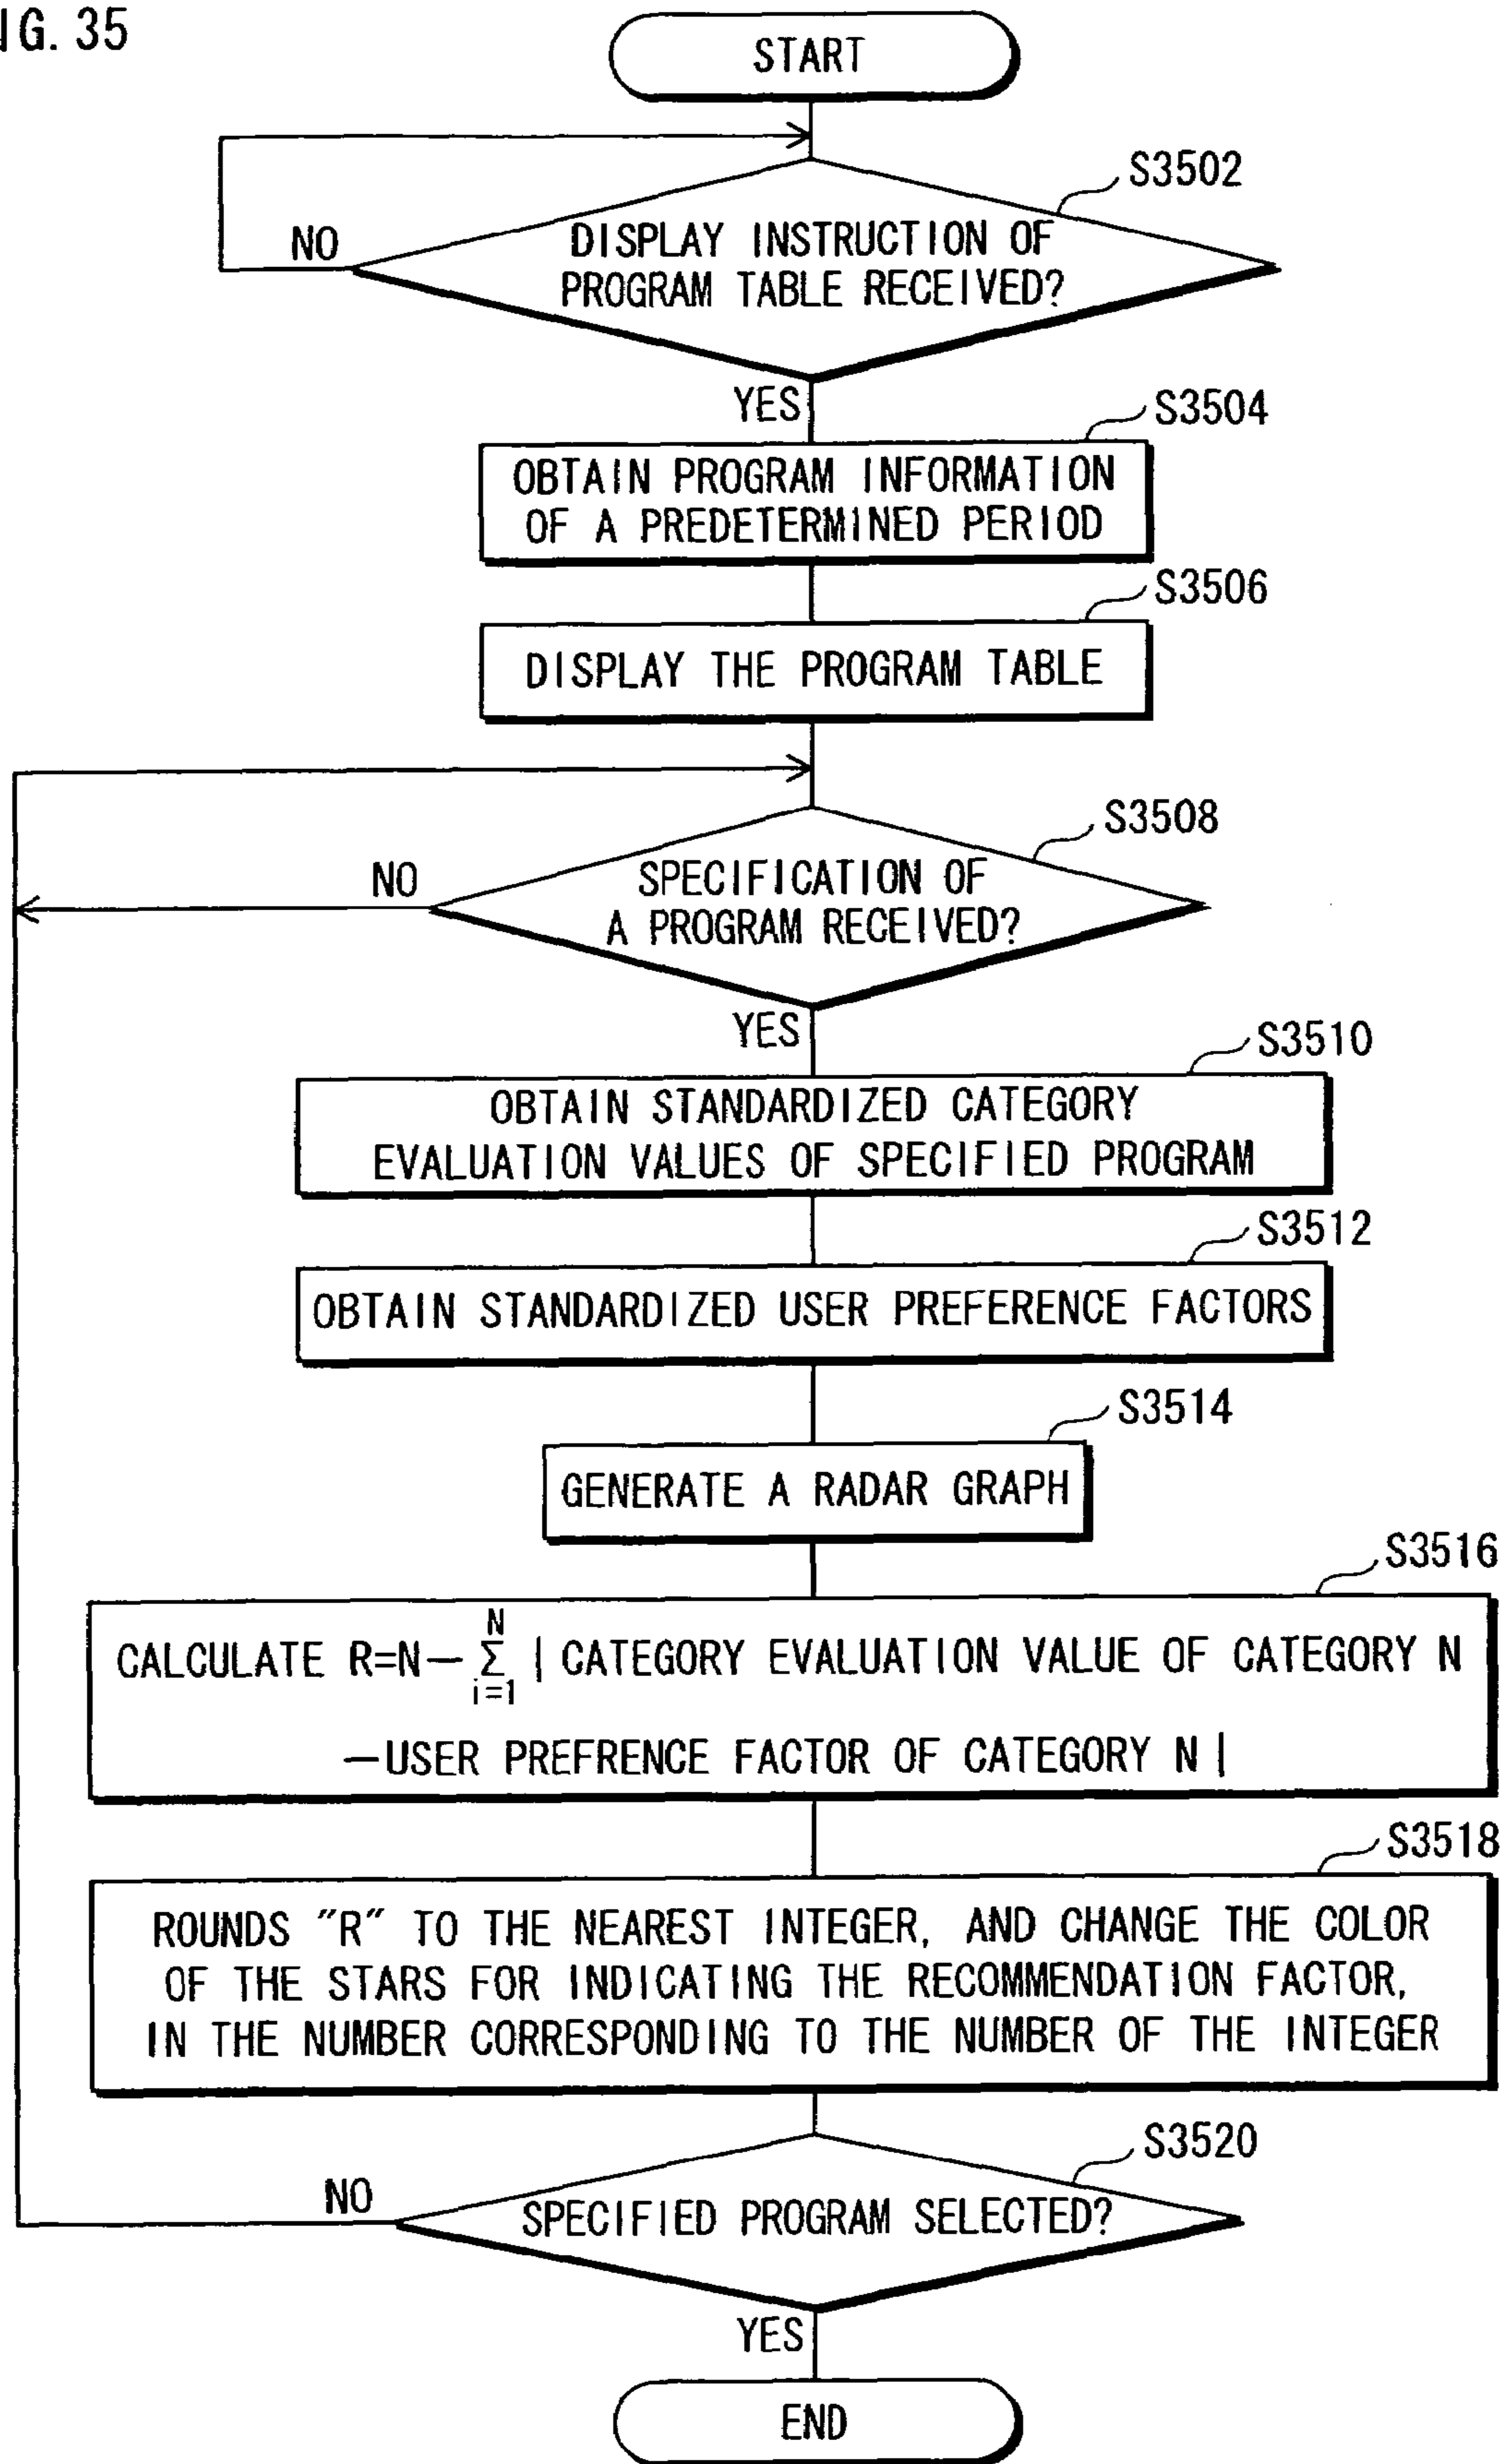 IG. 35
START
S3502
NO
DISPLAY INSTRUCTION OF
PROGRAM TABLE RECEIVED?
YES
S3504
OBTAIN PROGRAM INFORMATION
OF A PREDETERMINED PERIOD
S3506
DISPLAY THE PROGRAM TABLE
S3508
NO
SPECIFICATION OF
A PROGRAM RECEIVED?
YES
S3510
OBTAIN STANDARDIZED CATEGORY
EVALUATION VALUES OF SPECIFIED PROGRAM
S3512
OBTAIN STANDARDIZED USER PREFERENCE FACTORS
S3514
GENERATE A RADAR GRAPH
S3516
N
CALCULATE R=N— Σ | CATEGORY EVALUATION VALUE OF CATEGORY N
i=1
—USER PREFRENCE FACTOR OF CATEGORY N |
S3518
ROUNDS "R" TO THE NEAREST INTEGER, AND CHANGE THE COLOR
OF THE STARS FOR INDICATING THE RECOMMENDATION FACTOR,
IN THE NUMBER CORRESPONDING TO THE NUMBER OF THE INTEGER
S3520
NO
SPECIFIED PROGRAM SELECTED?
YES
END